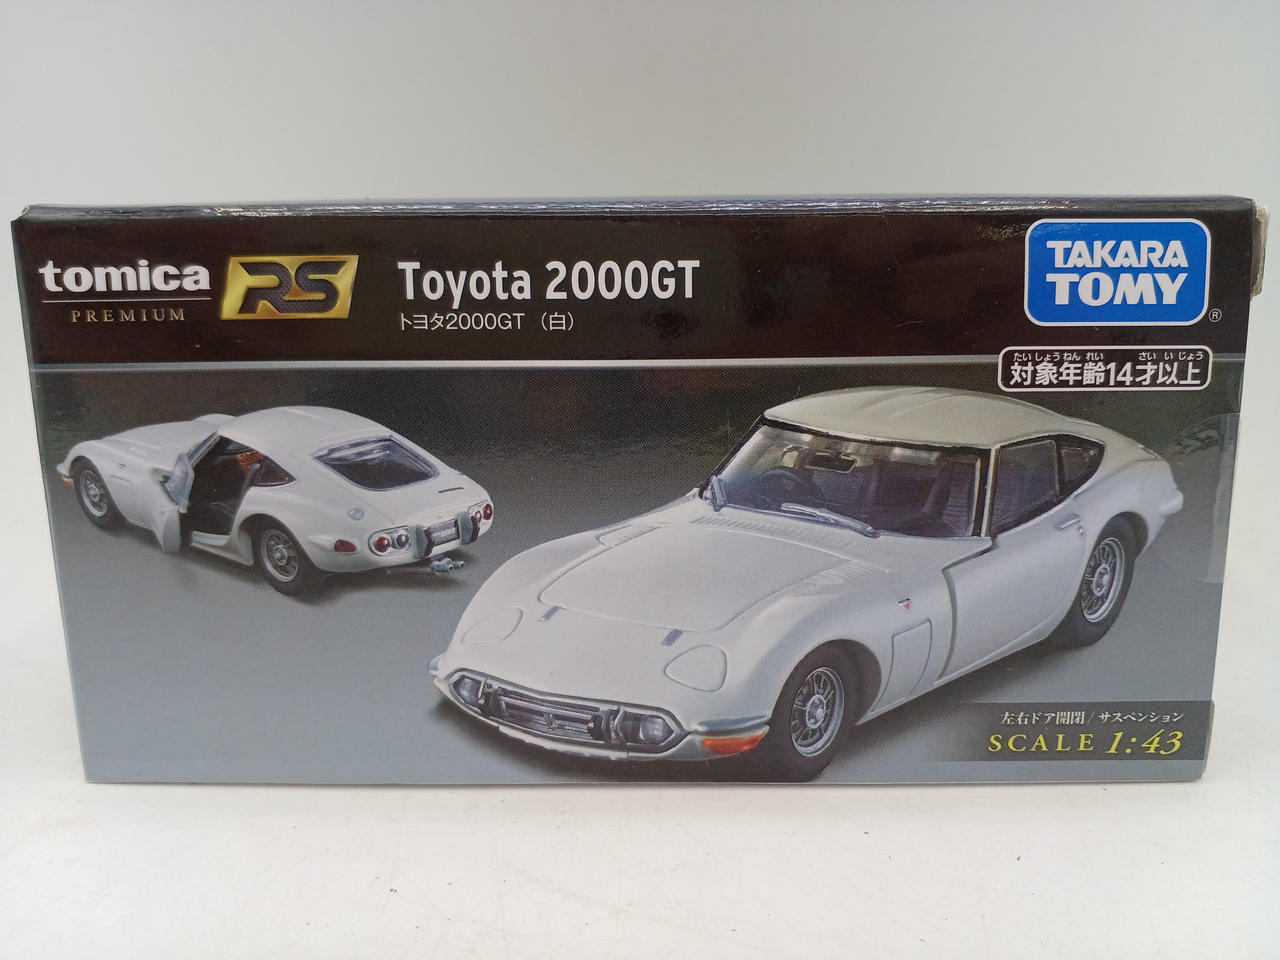 tomica
PREMIUM
RS
Toyota 2000GT
トヨタ2000GT （白）
TAKARA
TOMY
®
たいしょうねんれい さいいじょう
対象年齢14才以上
左右ドア開閉/サスペンション
SCALE 1:43